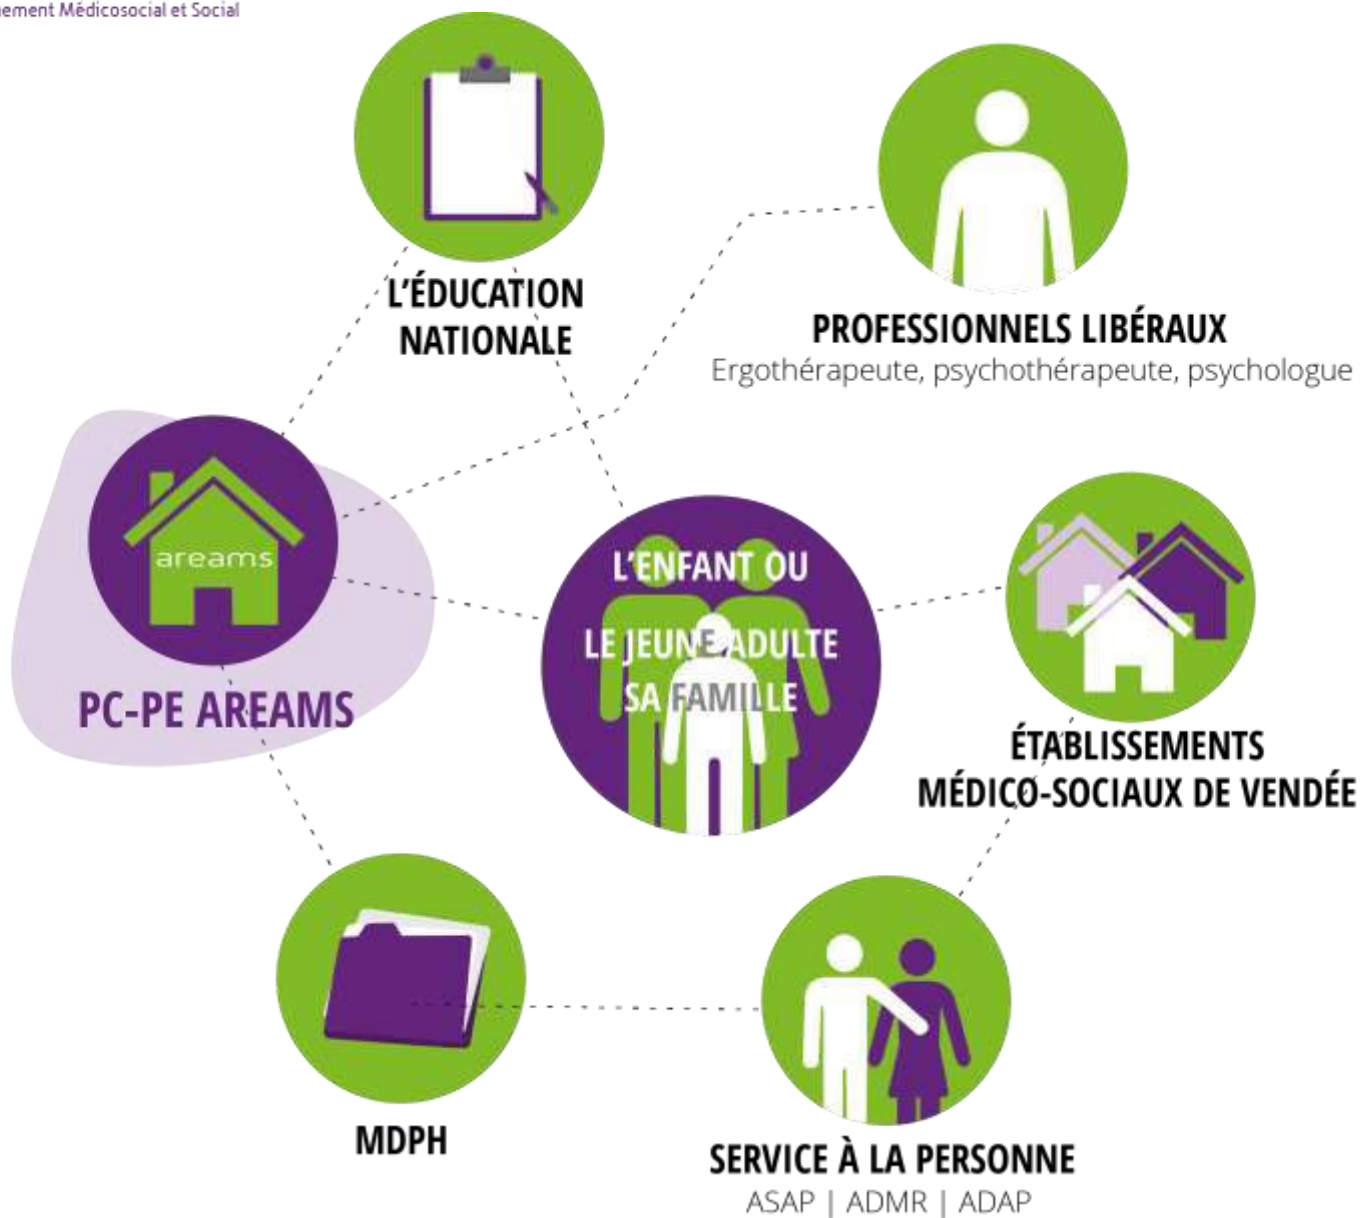 Médicosocial et Social
L'ÉDUCATION
NATIONALE
PROFESSIONNELS LIBÉRAUX
Ergothérapeute, psychothérapeute, psychologue
areams
PC-PE AREAMS
L'ENFANT OU
LE JEUNE ADULTE
SA FAMILLE
ÉTABLISSEMENTS
MÉDICO-SOCIAUX DE VENDÉE
MDPH
SERVICE À LA PERSONNE
ASAP | ADMR | ADAP